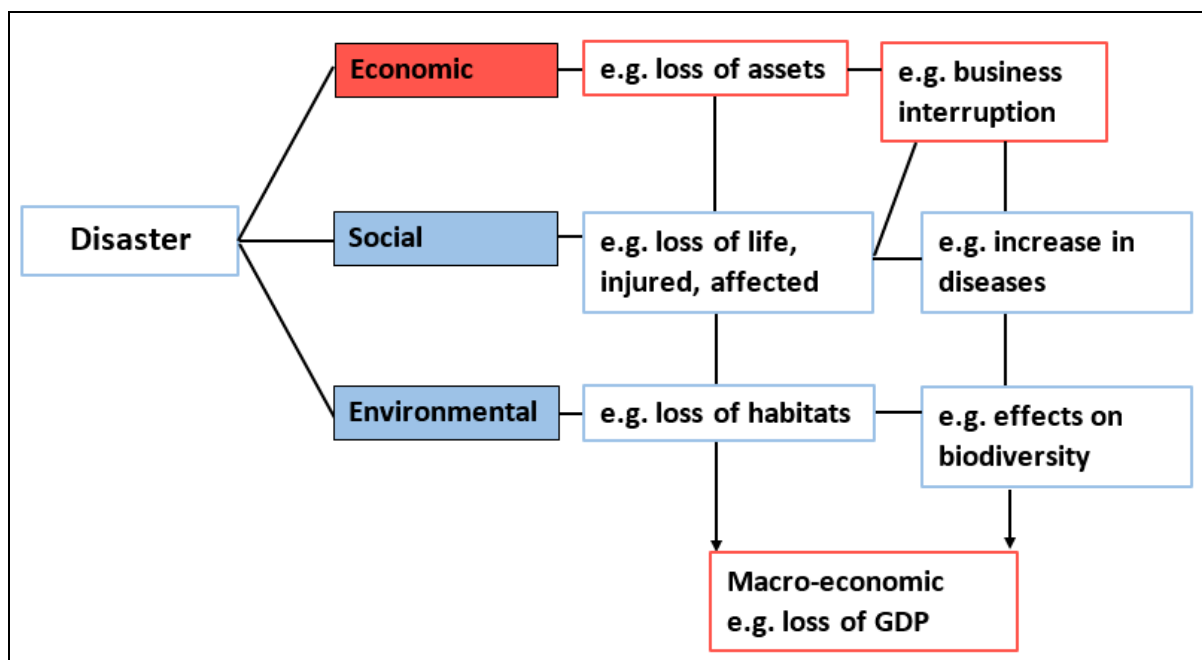 Economic
e.g. loss of assets
e.g. business
interruption
Disaster
Social
e.g. loss of life,
injured, affected
e.g. increase in
diseases
Environmental
e.g. loss of habitats
e.g. effects on
biodiversity
Macro-economic
e.g. loss of GDP